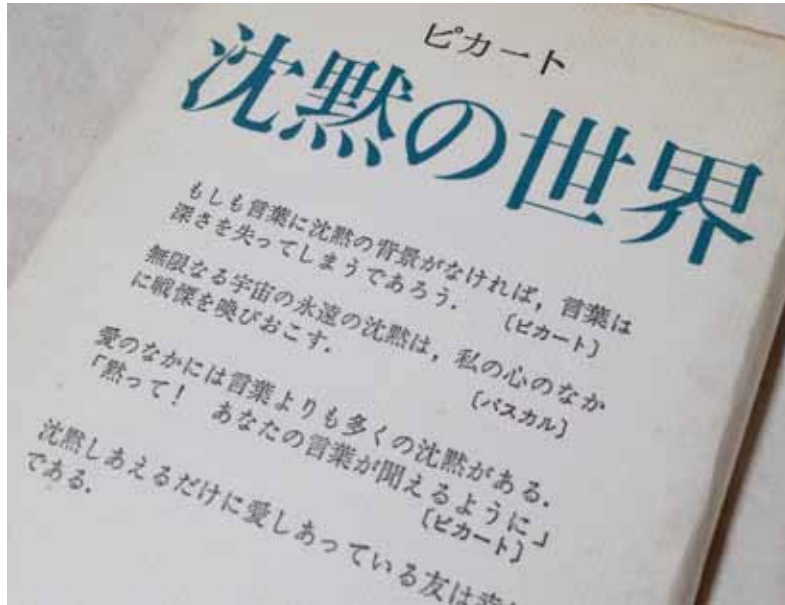 ピカート
沈黙の世界
もしも言葉に沈黙の背景がなければ，言葉は
深さを失ってしまうであろう．
〔ピカート〕
無限なる宇宙の永遠の沈黙は，私の心のなか
に戦慄を喚びおこす．
〔パスカル〕
愛のなかには言葉よりも多くの沈黙がある．
「黙って！　あなたの言葉が聞えるように」
〔ピカート〕
沈黙しあえるだけに愛しあっている友は
である．